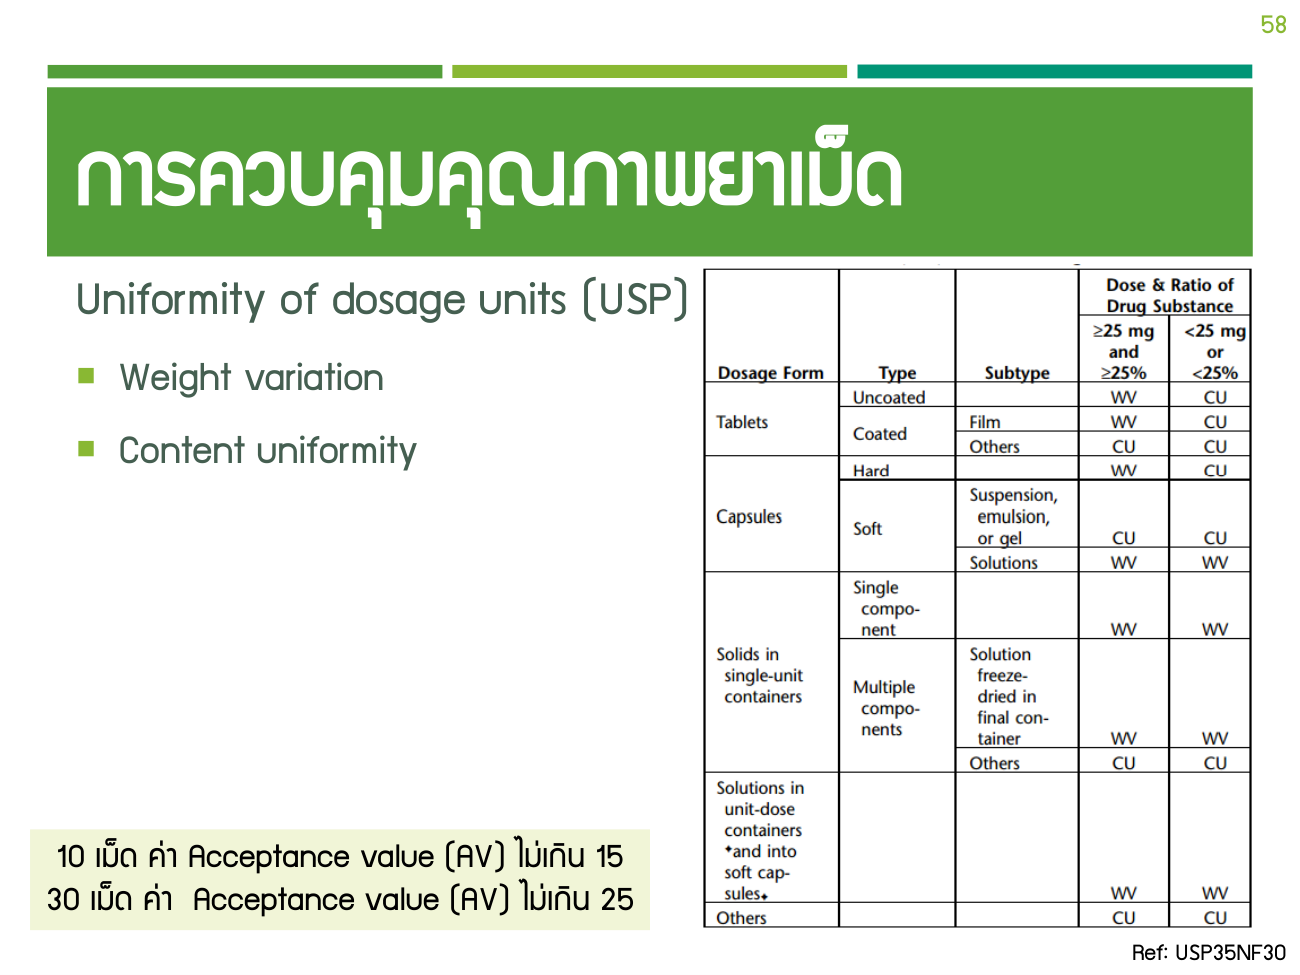 58
การควบคุมคุณภาพยาเม็ด
Uniformity of dosage units (USP)
Weight variation
Content uniformity
10 เม็ด ค่า Acceptance value (AV) ไม่เกิน 15
30 เม็ด ค่า Acceptance value (AV) ไม่เกิน 25
Dose & Ratio of
Drug Substance
Dosage Form Type Subtype ≥25 mg and ≥25% <25 mg or <25%
Tablets
Uncoated WV CU
Coated
Film WV CU
Others CU CU
Capsules
Hard WV CU
Soft
Suspension,
emulsion,
or gel CU CU
Solutions WV WV
Solids in
single-unit
containers
Single
compo-
nent WV WV
Multiple
compo-
nents
Solution
freeze-
dried in
final con-
tainer WV WV
Others CU CU
Solutions in
unit-dose
containers
⬥and into
soft cap-
sules⬥ WV WV
Others CU CU
Ref: USP35NF30